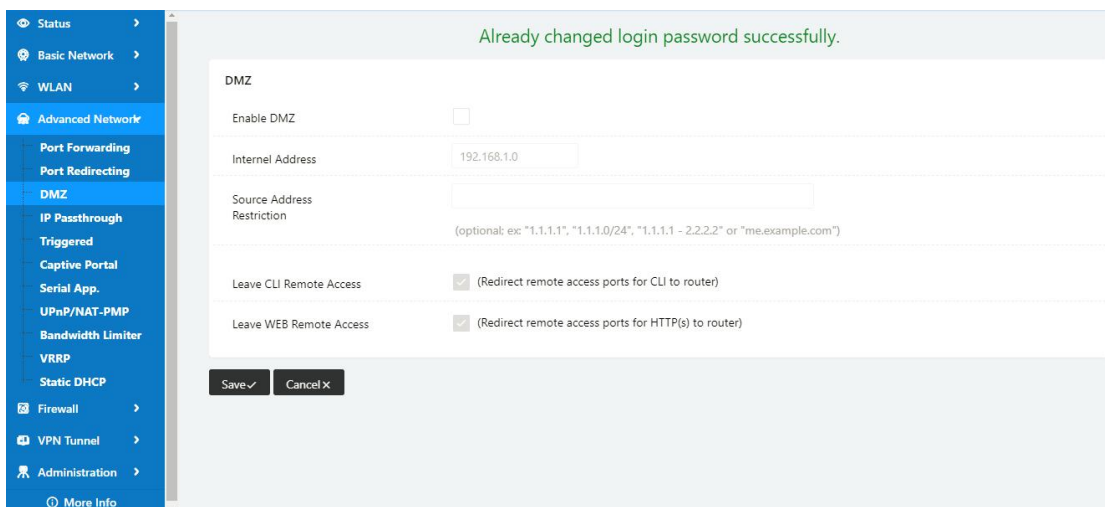 Status
Basic Network
WLAN
Advanced Network
Port Forwarding
Port Redirecting
DMZ
IP Passthrough
Triggered
Captive Portal
Serial App.
UPnP/NAT-PMP
Bandwidth Limiter
VRRP
Static DHCP
Firewall
VPN Tunnel
Administration
More Info
Already changed login password successfully.
DMZ
Enable DMZ
Internet Address 192.168.1.0
Source Address
Restriction
(optional: ex: "1.1.1.1", "1.1.1.0/24", "1.1.1.1 - 2.2.2.2" or "me.example.com")
Leave CLI Remote Access (Redirect remote access ports for CLI to router)
Leave WEB Remote Access (Redirect remote access ports for HTTP(s) to router)
Save Cancel